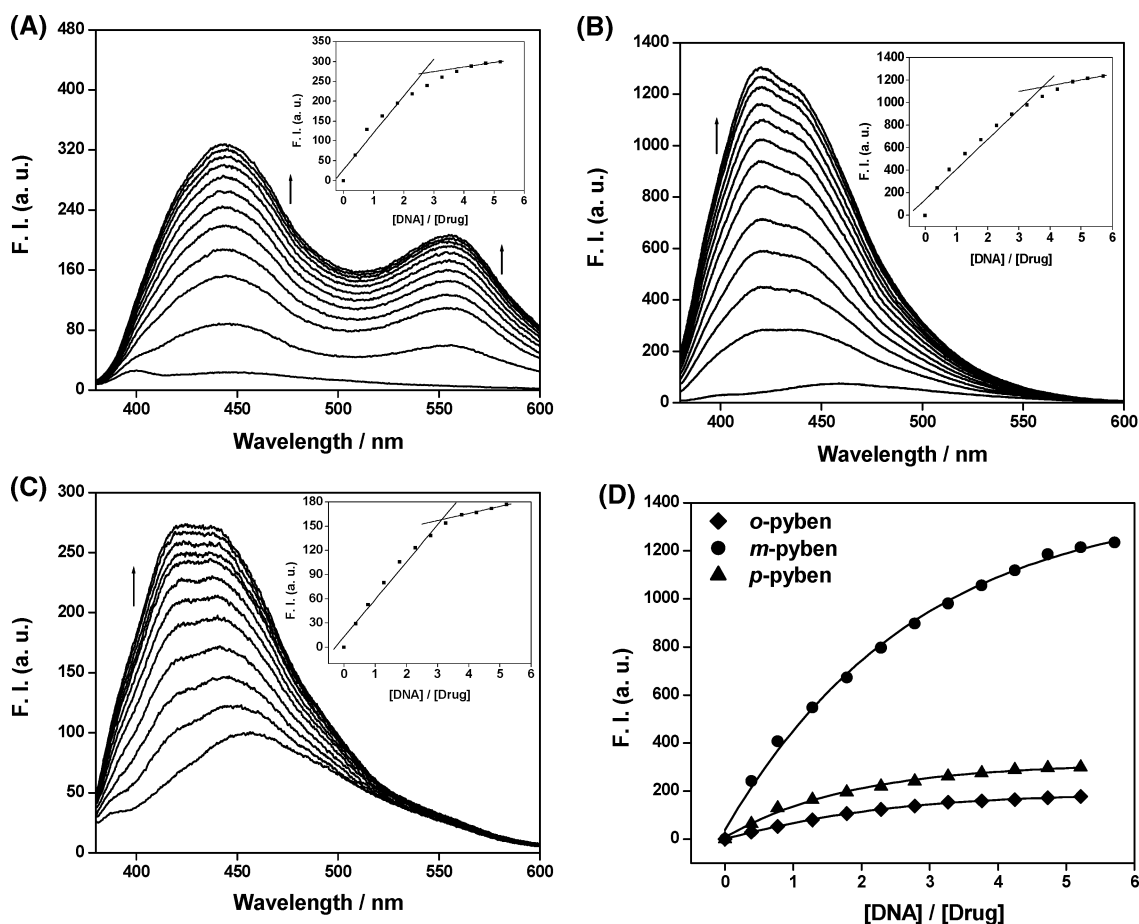 (A)
480
400
320
240
160
80
0
F. I. (a. u.)
400 450 500 550 600
Wavelength / nm
350
300
250
200
150
100
50
0
F. I. (a. u.)
0 1 2 3 4 5 6
[DNA] / [Drug]
(B)
1400
1200
1000
800
600
400
200
0
F. I. (a. u.)
400 450 500 550 600
Wavelength / nm
1400
1200
1000
800
600
400
200
0
F. I. (a. u.)
0 1 2 3 4 5 6
[DNA] / [Drug]
(C)
300
250
200
150
100
50
0
F. I. (a. u.)
400 450 500 550 600
Wavelength / nm
180
150
120
90
60
30
0
F. I. (a. u.)
0 1 2 3 4 5 6
[DNA] / [Drug]
(D)
1400
1200
1000
800
600
400
200
0
F. I. (a. u.)
o-pyben
m-pyben
p-pyben
0 1 2 3 4 5 6
[DNA] / [Drug]